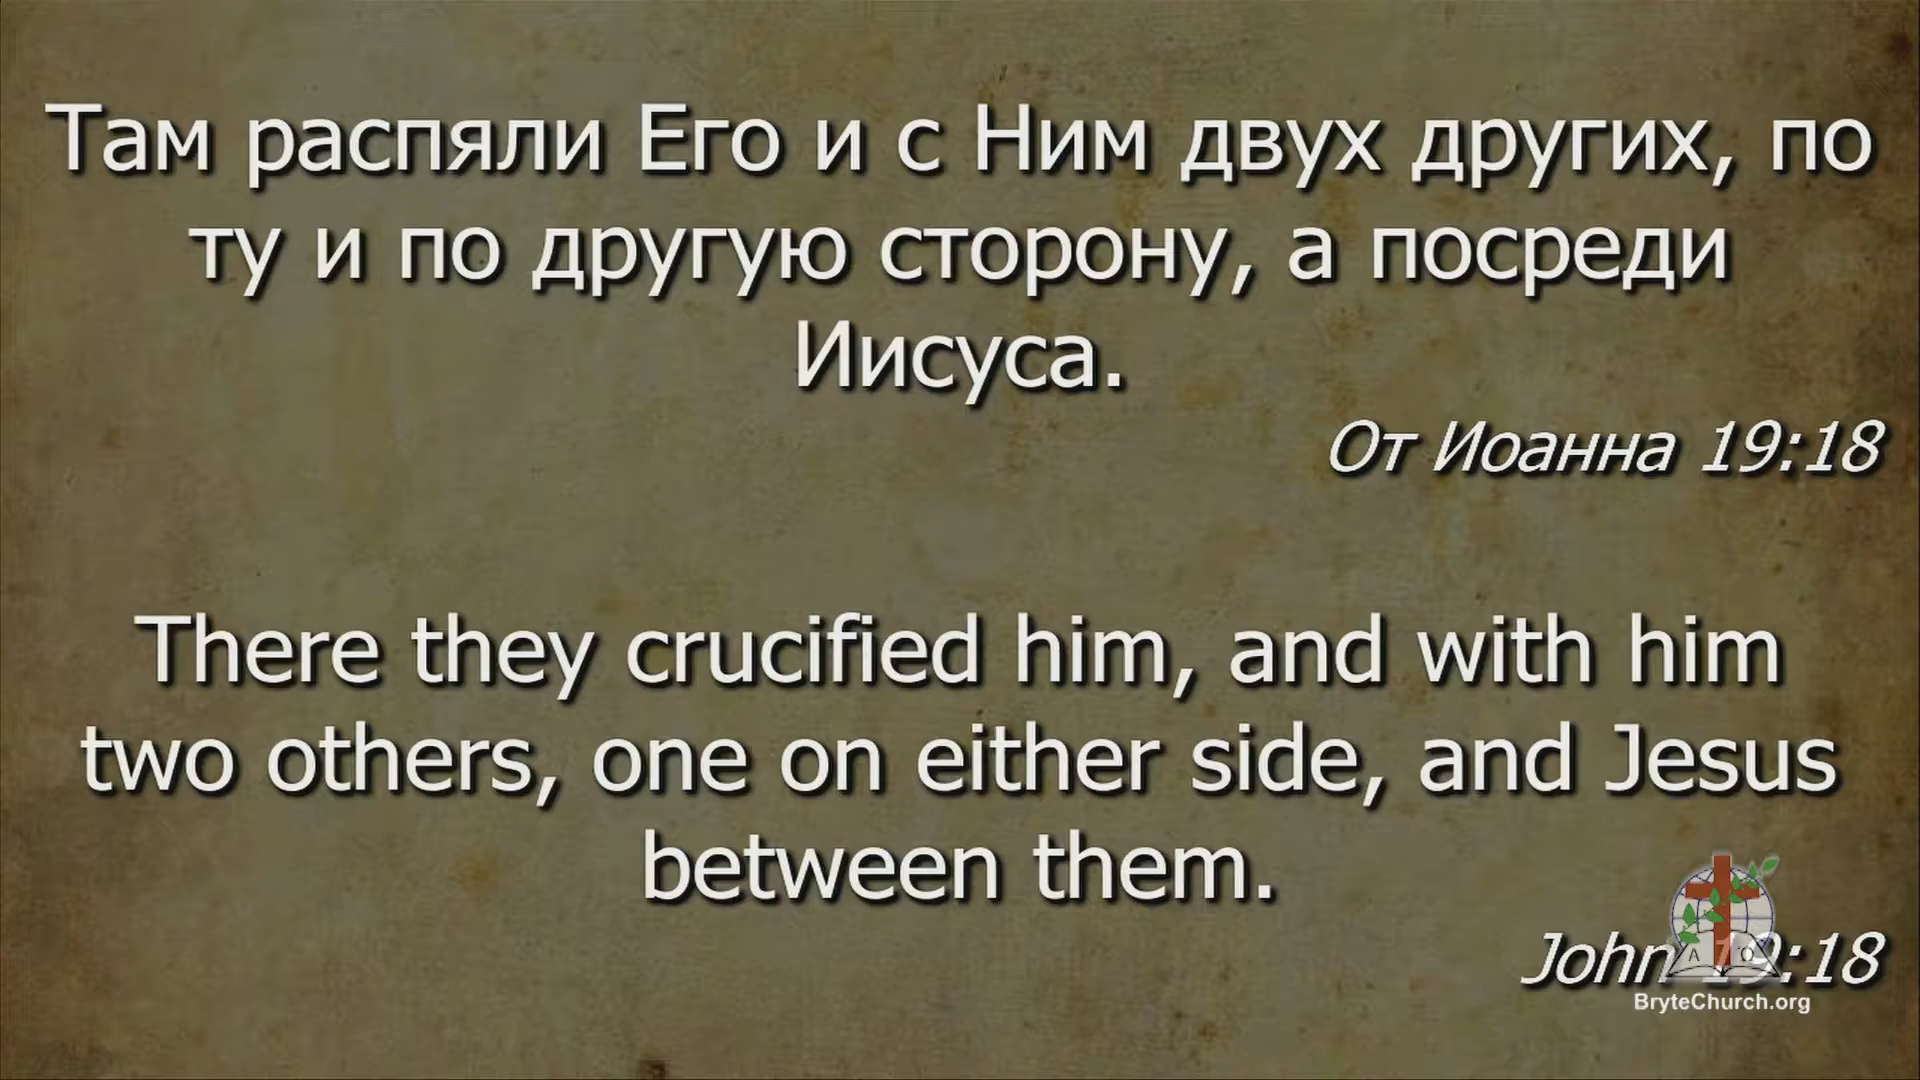 Там распяли Его и с Ним двух других, по
ту и по другую сторону, а посреди
Иисуса.
От Иоанна 19:18
There they crucified him, and with him
two others, one on either side, and Jesus
between them.
John 19:18
Α Ω
BryteChurch.org